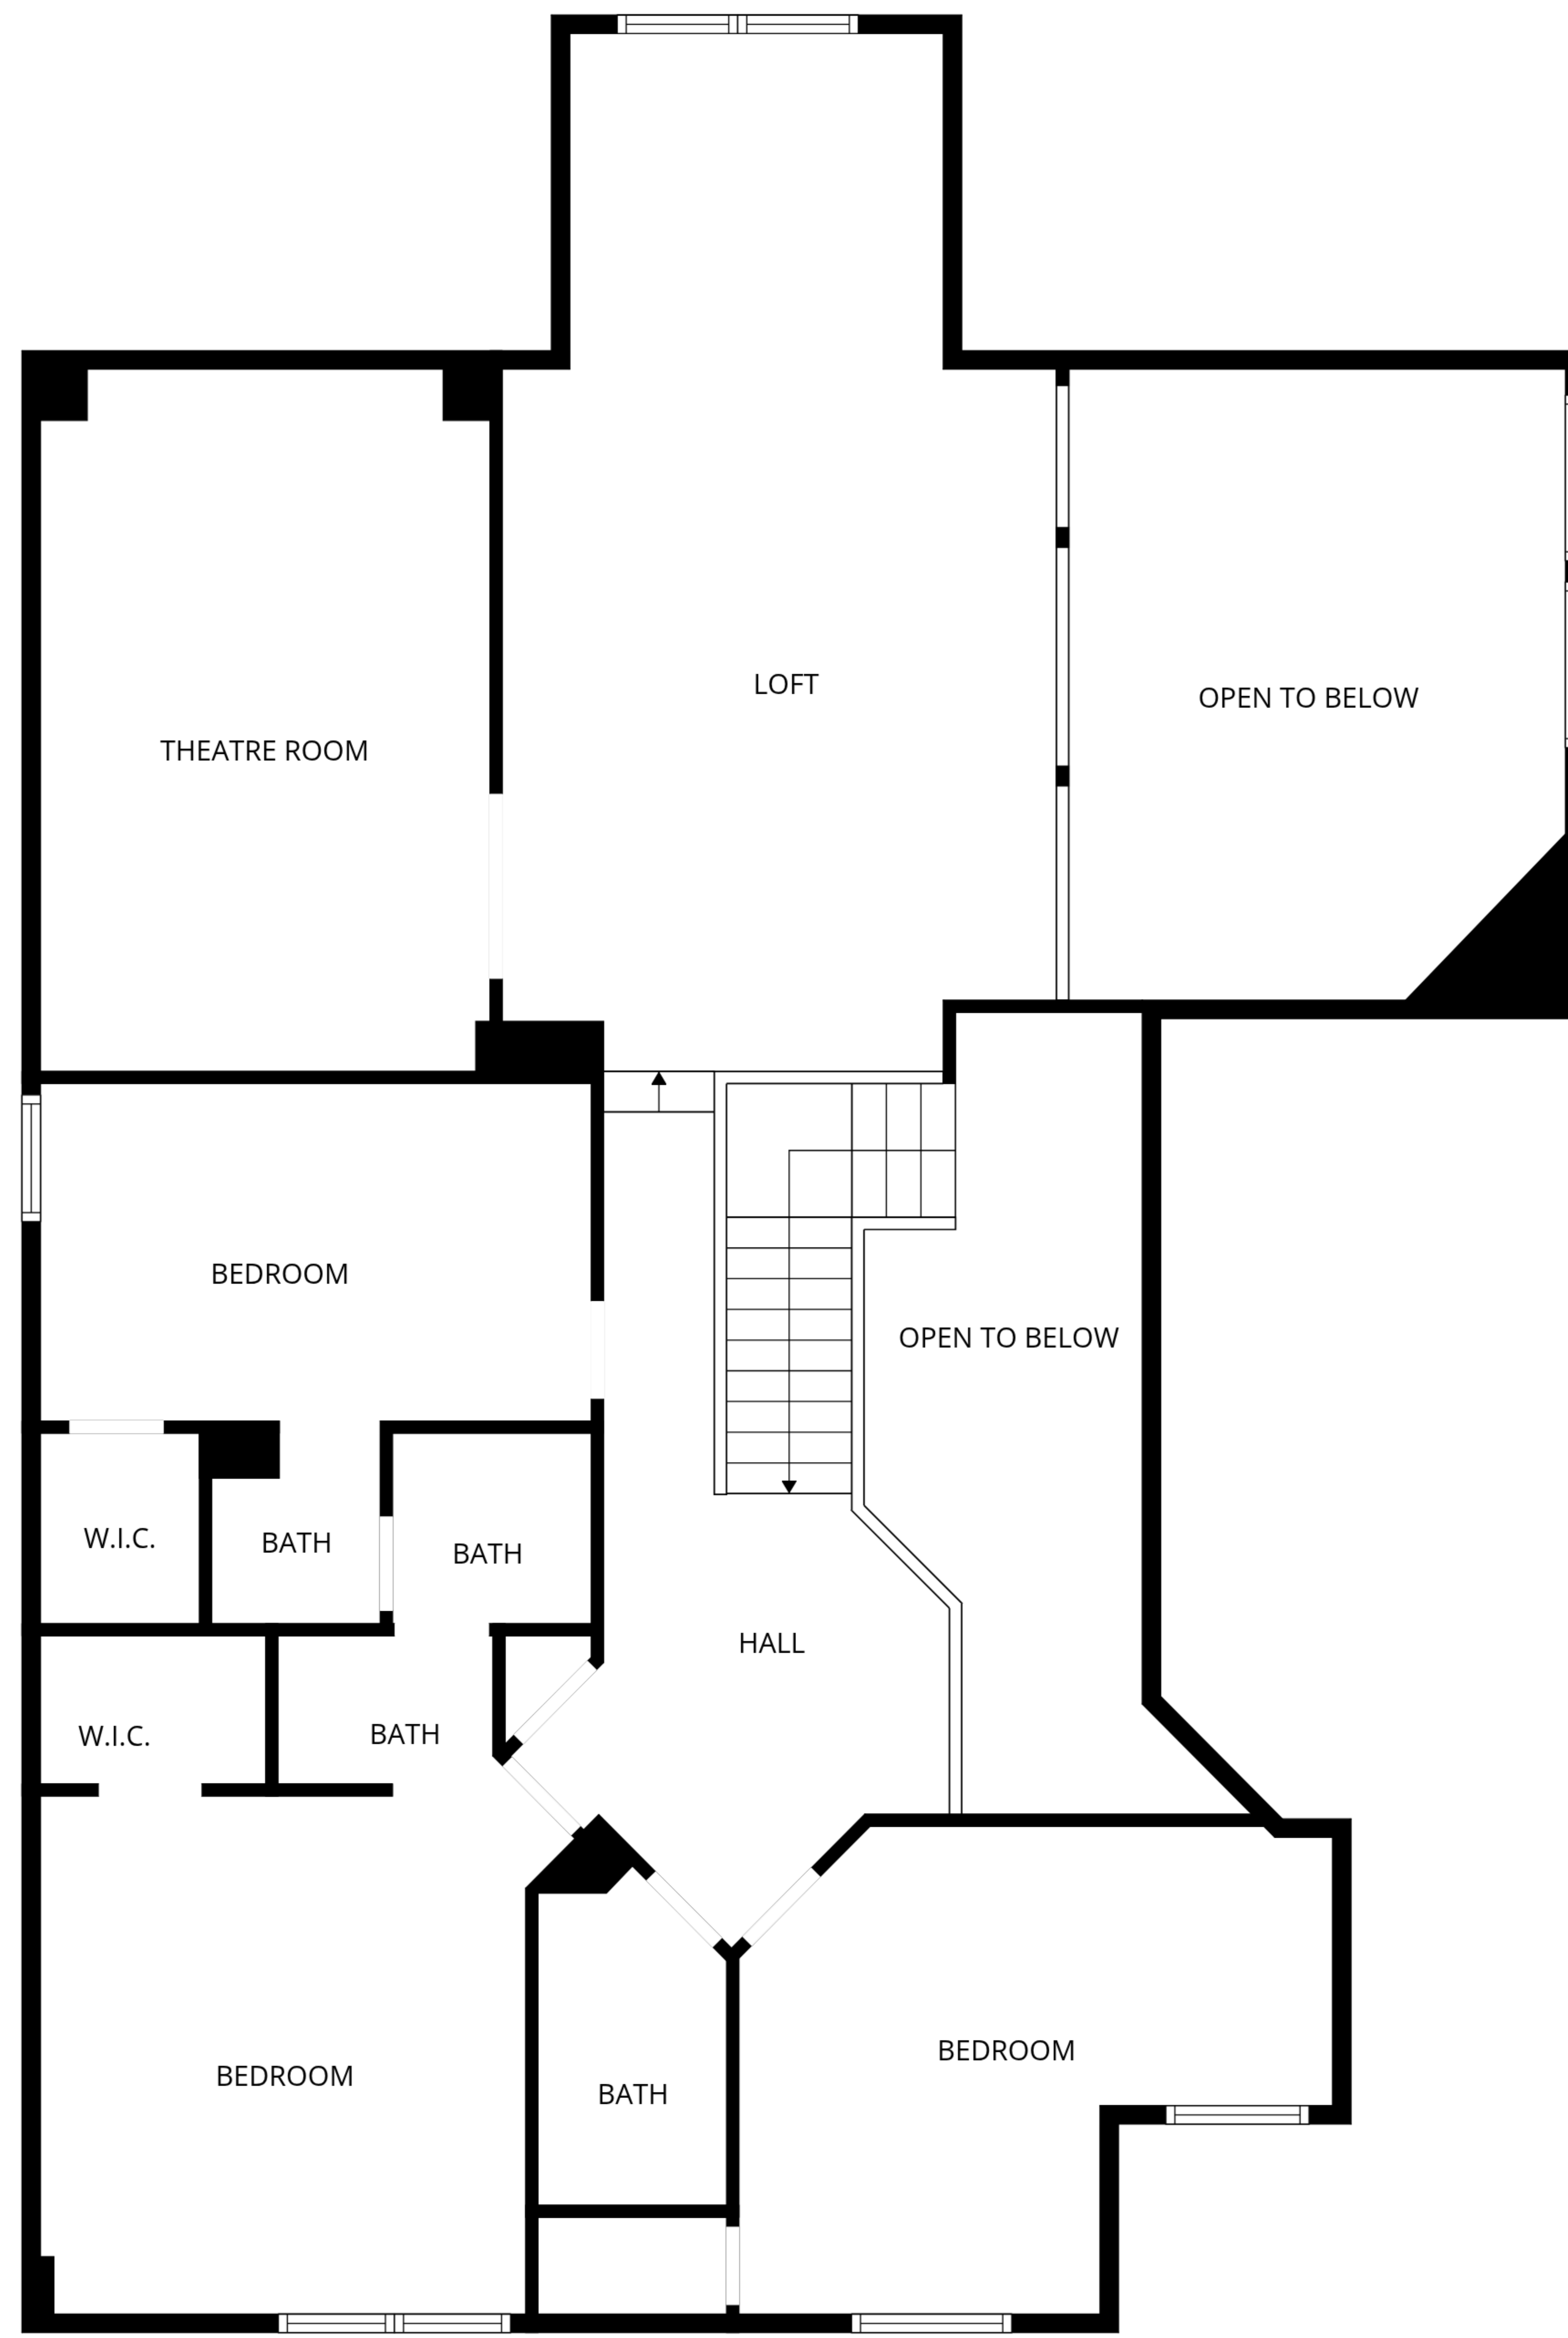 LOFT
OPEN TO BELOW
THEATRE ROOM
BEDROOM
OPEN TO BELOW
W.I.C.
BATH
BATH
HALL
W.I.C.
BATH
BEDROOM
BEDROOM
BATH